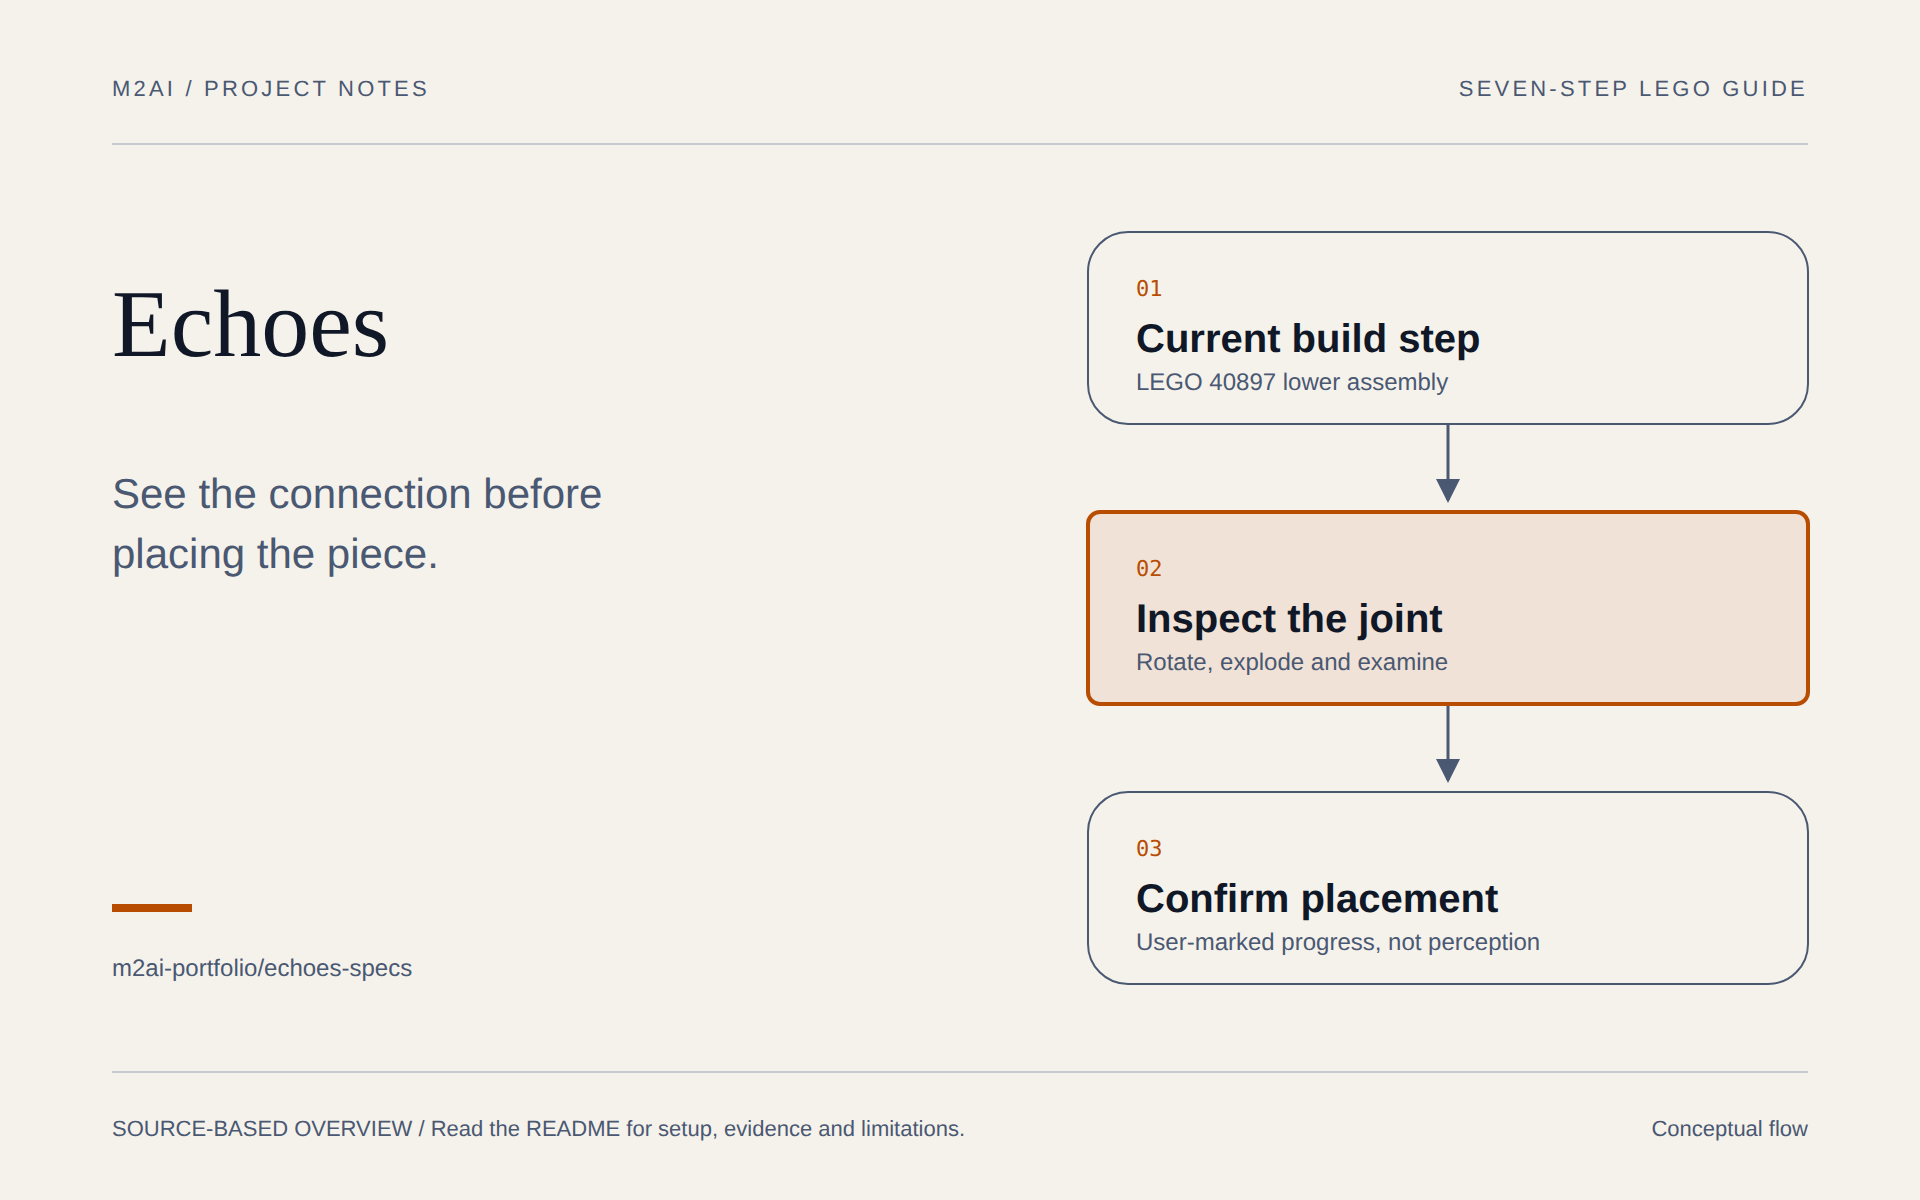 M2AI / PROJECT NOTES
SEVEN-STEP LEGO GUIDE
Echoes
See the connection before
placing the piece.
m2ai-portfolio/echoes-specs
01
Current build step
LEGO 40897 lower assembly
02
Inspect the joint
Rotate, explode and examine
03
Confirm placement
User-marked progress, not perception
SOURCE-BASED OVERVIEW / Read the README for setup, evidence and limitations.
Conceptual flow